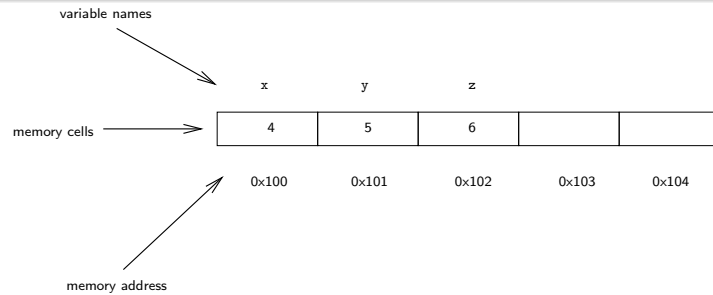 variable names
x y z
memory cells 4 5 6
0x100 0x101 0x102 0x103 0x104
memory address